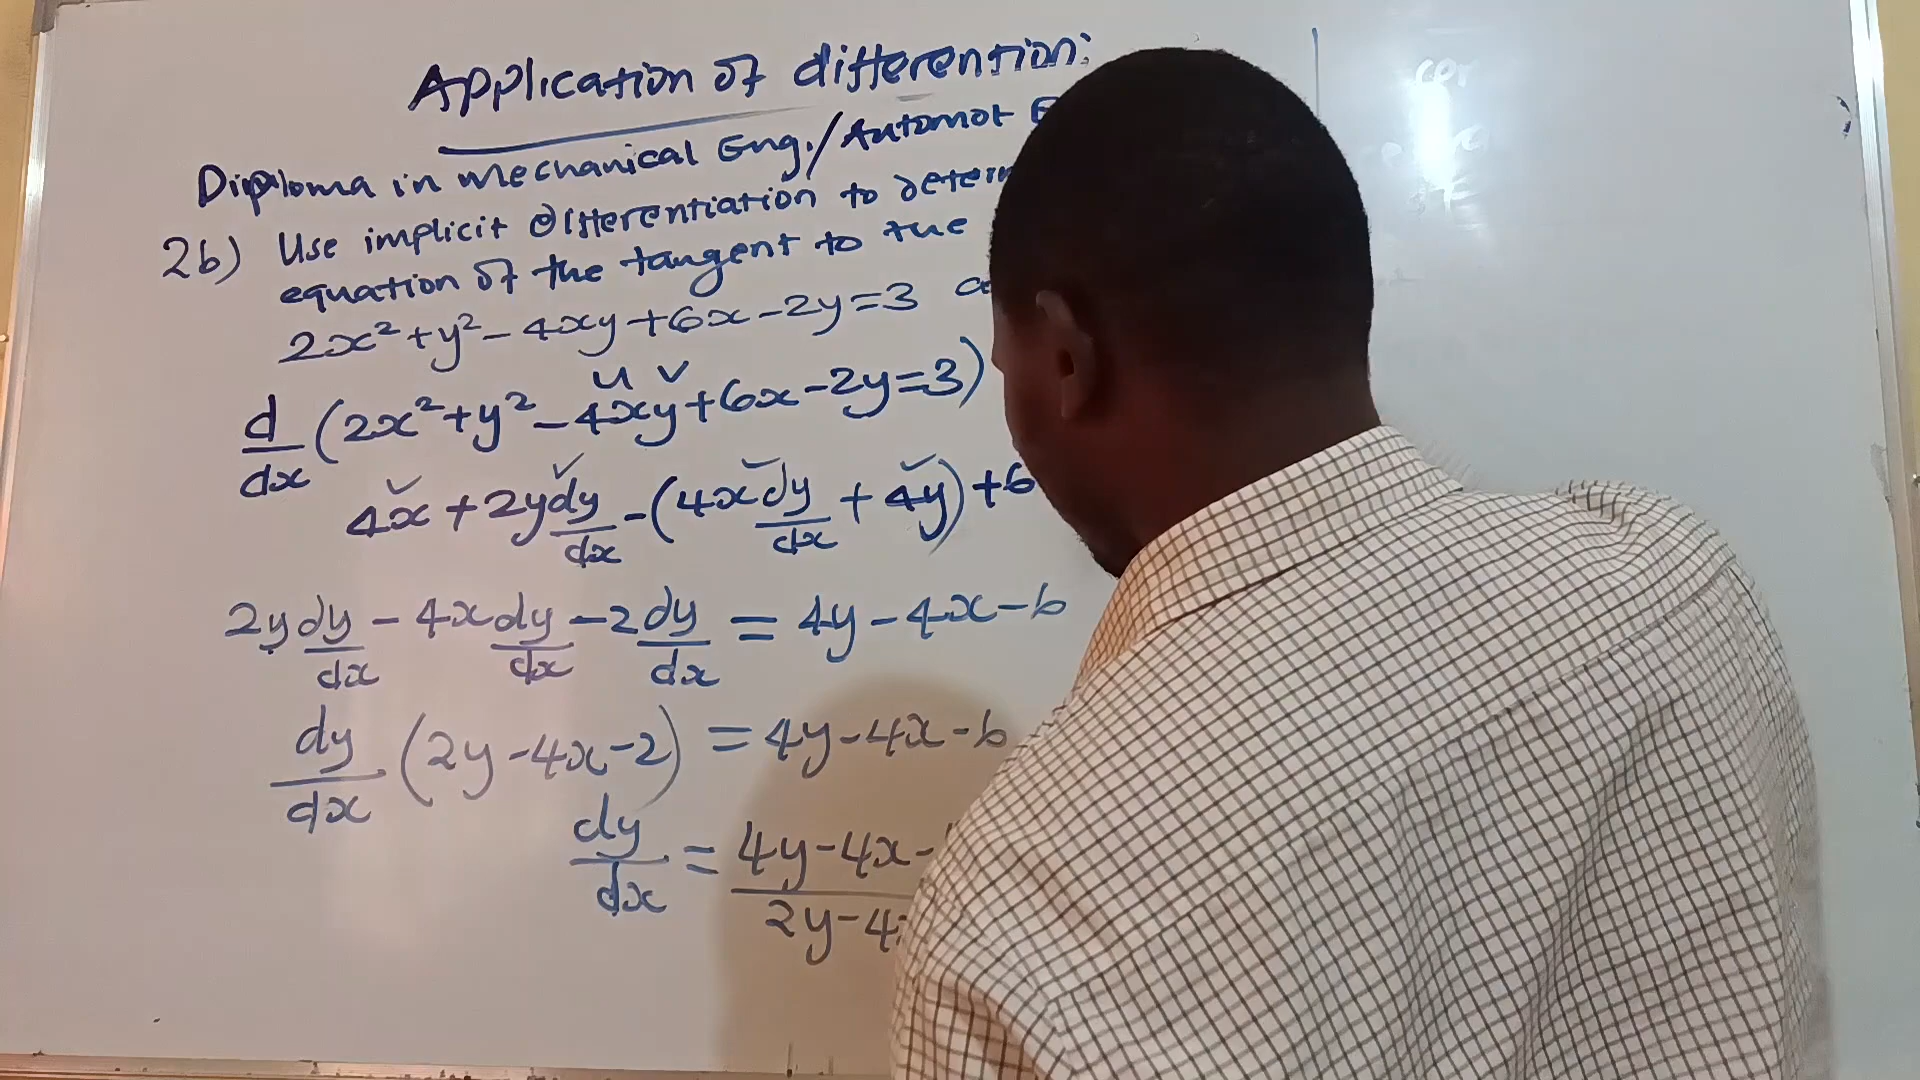 Application of differention:
Diploma in Mechanical Eng./Automot E
2b) Use implicit differentiation to determ
equation of the tangent to the
2x² + y² - 4xy + 6x - 2y = 3 a
u v
d/dx (2x² + y² - 4xy + 6x - 2y = 3)
4x + 2y dy/dx - (4x dy/dx + 4y) + 6
2y dy/dx - 4x dy/dx - 2 dy/dx = 4y - 4x - 6
dy/dx (2y - 4x - 2) = 4y - 4x - 6
dy/dx = 4y - 4x - / 2y - 4x